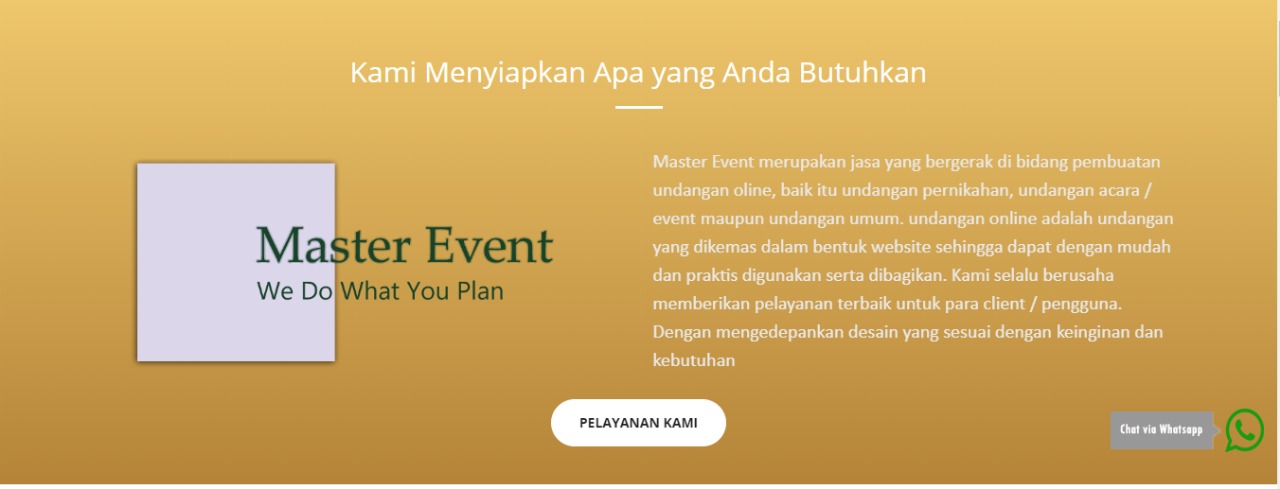 Kami Menyiapkan Apa yang Anda Butuhkan
Master Event
We Do What You Plan
Master Event merupakan jasa yang bergerak di bidang pembuatan
undangan oline, baik itu undangan pernikahan, undangan acara /
event maupun undangan umum. undangan online adalah undangan
yang dikemas dalam bentuk website sehingga dapat dengan mudah
dan praktis digunakan serta dibagikan. Kami selalu berusaha
memberikan pelayanan terbaik untuk para client / pengguna.
Dengan mengedepankan desain yang sesuai dengan keinginan dan
kebutuhan
PELAYANAN KAMI
Chat via Whatsapp